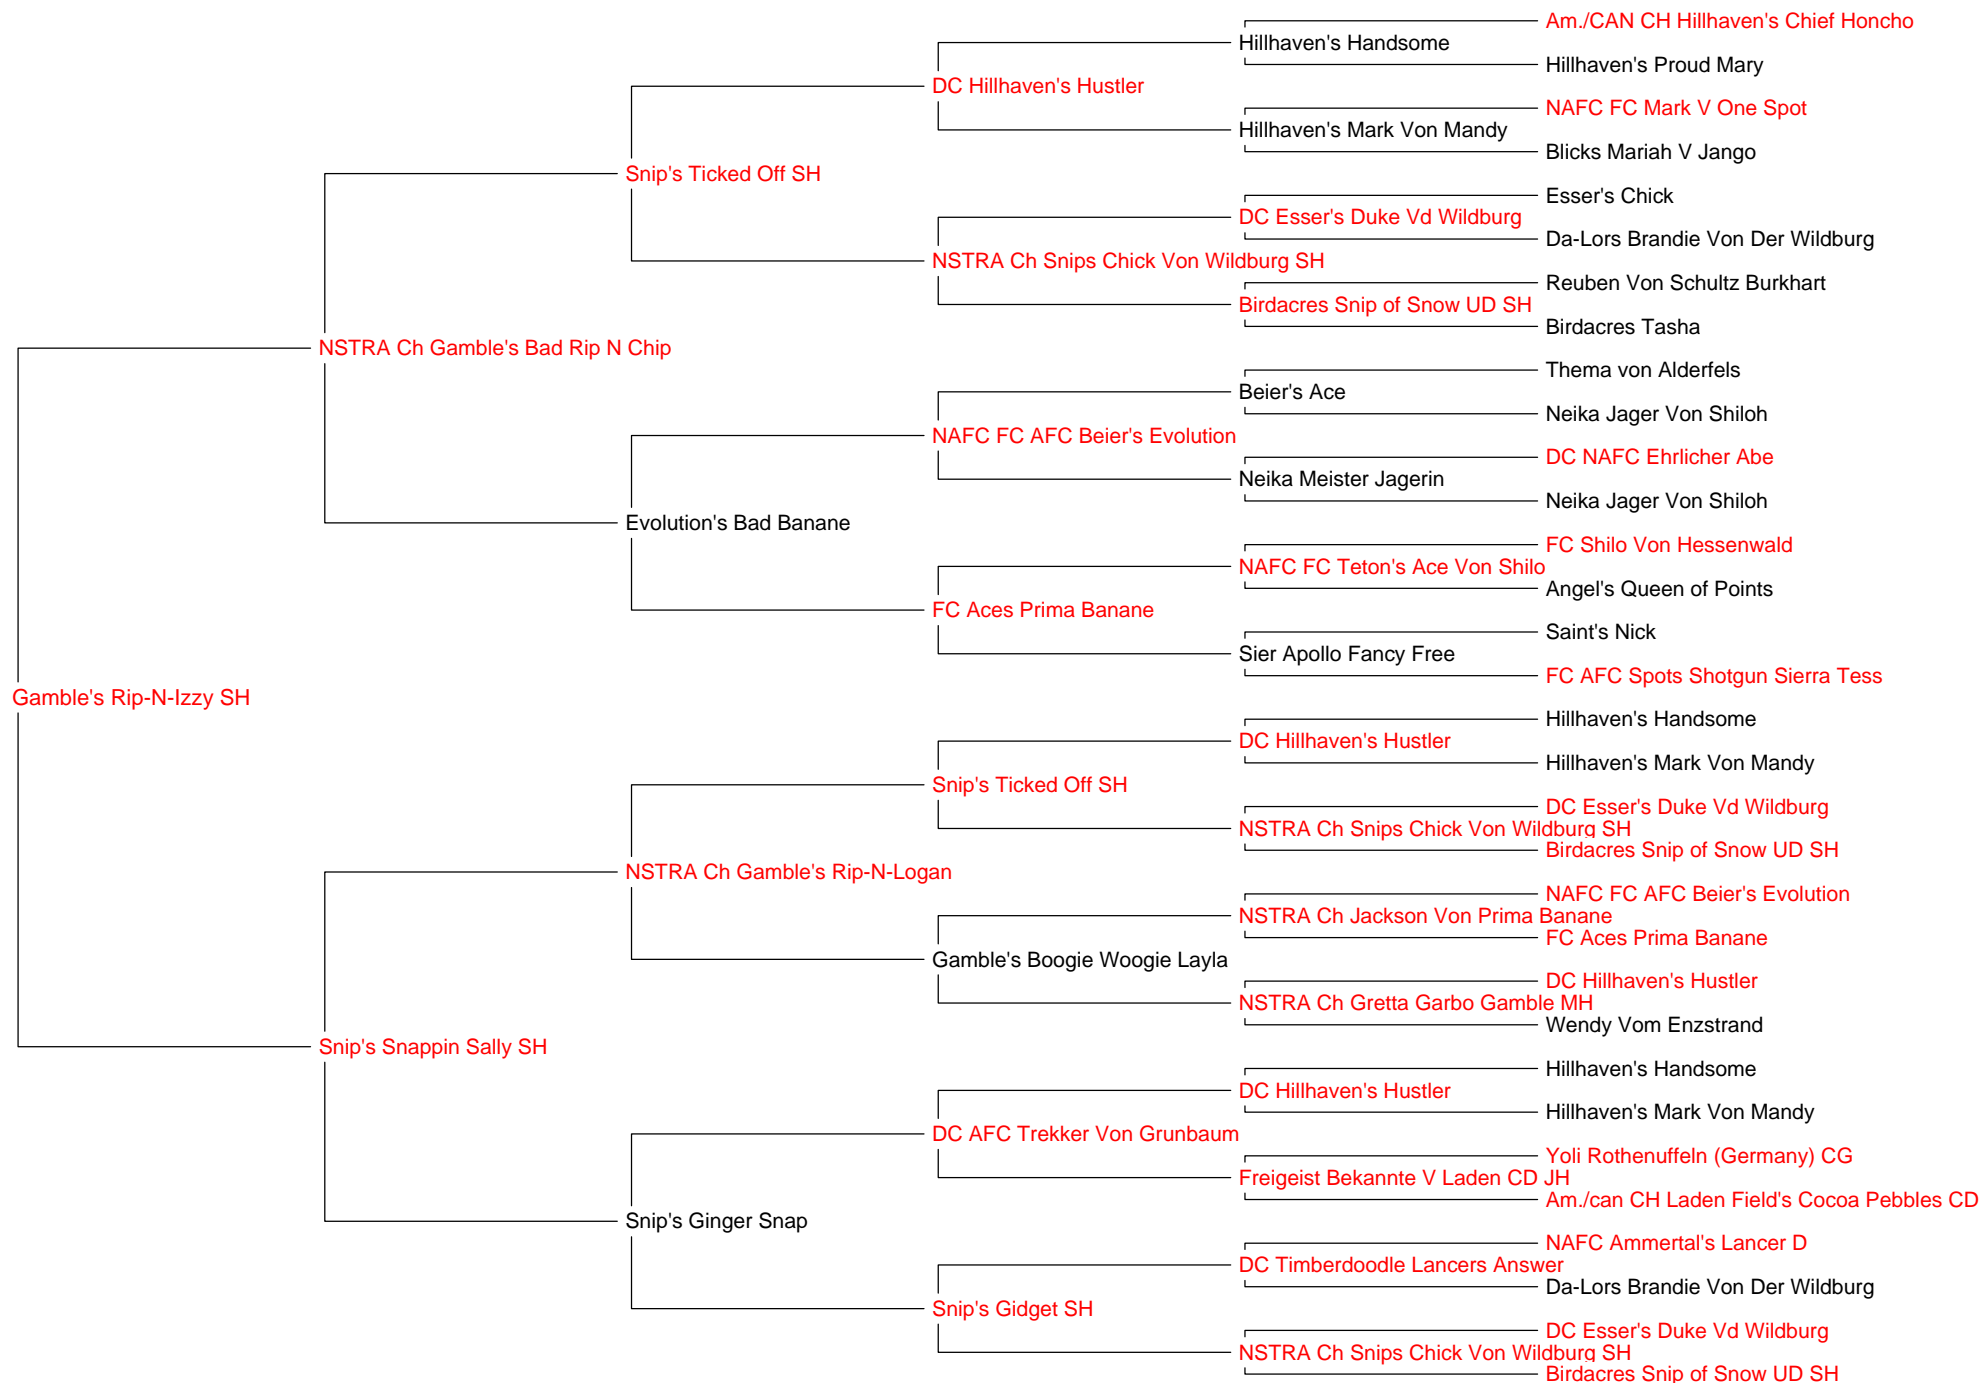 Am./CAN CH Hillhaven's Chief Honcho
Hillhaven's Handsome
Hillhaven's Proud Mary
DC Hillhaven's Hustler
NAFC FC Mark V One Spot
Hillhaven's Mark Von Mandy
Blicks Mariah V Jango
Snip's Ticked Off SH
Esser's Chick
DC Esser's Duke Vd Wildburg
Da-Lors Brandie Von Der Wildburg
NSTRA Ch Snips Chick Von Wildburg SH
Reuben Von Schultz Burkhart
Birdacres Snip of Snow UD SH
Birdacres Tasha
NSTRA Ch Gamble's Bad Rip N Chip
Thema von Alderfels
Beier's Ace
Neika Jager Von Shiloh
NAFC FC AFC Beier's Evolution
DC NAFC Ehrlicher Abe
Neika Meister Jagerin
Neika Jager Von Shiloh
Evolution's Bad Banane
FC Shilo Von Hessenwald
NAFC FC Teton's Ace Von Shilo
Angel's Queen of Points
FC Aces Prima Banane
Saint's Nick
Sier Apollo Fancy Free
FC AFC Spots Shotgun Sierra Tess
Gamble's Rip-N-Izzy SH
Hillhaven's Handsome
DC Hillhaven's Hustler
Hillhaven's Mark Von Mandy
Snip's Ticked Off SH
DC Esser's Duke Vd Wildburg
NSTRA Ch Snips Chick Von Wildburg SH
Birdacres Snip of Snow UD SH
NSTRA Ch Gamble's Rip-N-Logan
NAFC FC AFC Beier's Evolution
NSTRA Ch Jackson Von Prima Banane
FC Aces Prima Banane
Gamble's Boogie Woogie Layla
DC Hillhaven's Hustler
NSTRA Ch Gretta Garbo Gamble MH
Wendy Vom Enzstrand
Snip's Snappin Sally SH
Hillhaven's Handsome
DC Hillhaven's Hustler
Hillhaven's Mark Von Mandy
DC AFC Trekker Von Grunbaum
Yoli Rothenuffeln (Germany) CG
Freigeist Bekannte V Laden CD JH
Am./can CH Laden Field's Cocoa Pebbles CD
Snip's Ginger Snap
NAFC Ammertal's Lancer D
DC Timberdoodle Lancers Answer
Da-Lors Brandie Von Der Wildburg
Snip's Gidget SH
DC Esser's Duke Vd Wildburg
NSTRA Ch Snips Chick Von Wildburg SH
Birdacres Snip of Snow UD SH